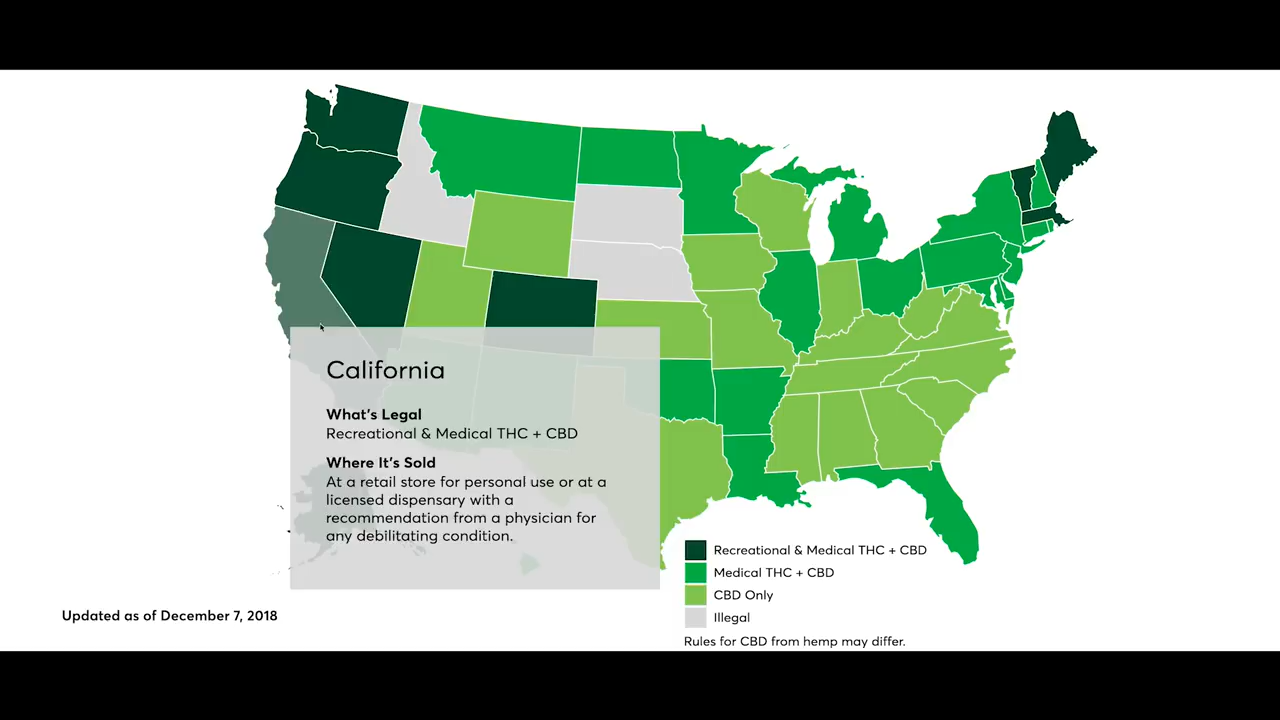 California
What's Legal
Recreational & Medical THC + CBD
Where It's Sold
At a retail store for personal use or at a
licensed dispensary with a
recommendation from a physician for
any debilitating condition.
Recreational & Medical THC + CBD
Medical THC + CBD
CBD Only
Illegal
Rules for CBD from hemp may differ.
Updated as of December 7, 2018